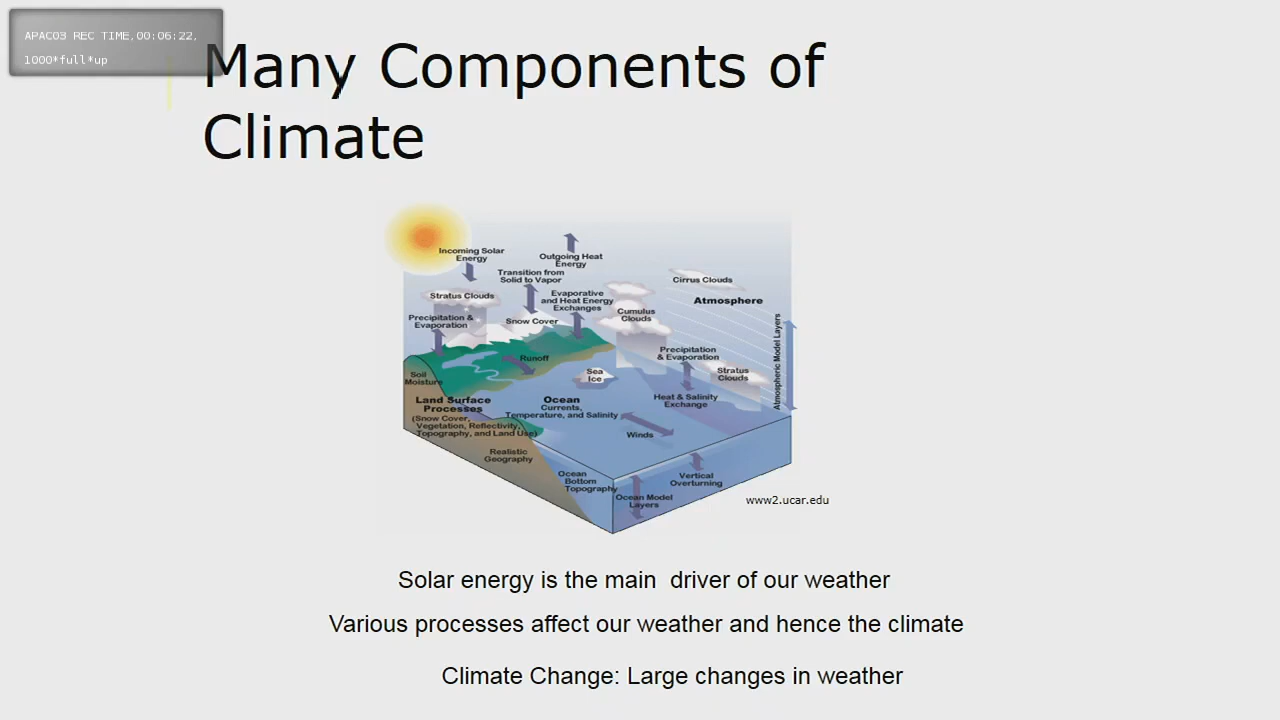 APAC03 REC TIME,00:06:22,
1000*full*up
Many Components of
Climate
Incoming Solar
Energy
Outgoing Heat
Energy
Transition from
Solid to Vapor
Cirrus Clouds
Stratus Clouds
Evaporative
and Heat Energy
Exchanges
Atmosphere
Precipitation &
Evaporation
Snow Cover
Cumulus
Clouds
Atmospheric Model Layers
Runoff
Precipitation
& Evaporation
Soil
Moisture
Sea
Ice
Stratus
Clouds
Land Surface
Processes
(Snow Cover,
Vegetation, Reflectivity,
Topography, and Land Use)
Ocean
Currents,
Temperature, and Salinity
Heat & Salinity
Exchange
Winds
Realistic
Geography
Ocean
Bottom
Topography
Vertical
Overturning
Ocean Model
Layers
www2.ucar.edu
Solar energy is the main  driver of our weather
Various processes affect our weather and hence the climate
Climate Change: Large changes in weather